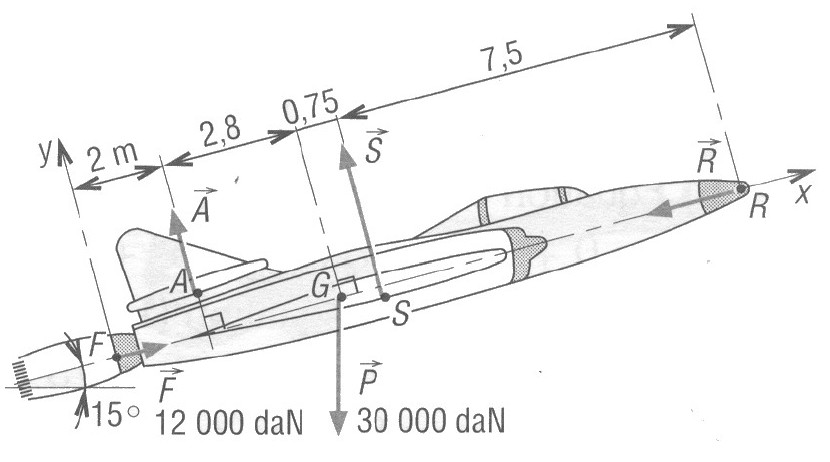 7,5
0,75
2,8
2 m
y
S
A
R
R
x
A
G
S
F
F
P
15° 12 000 daN
30 000 daN